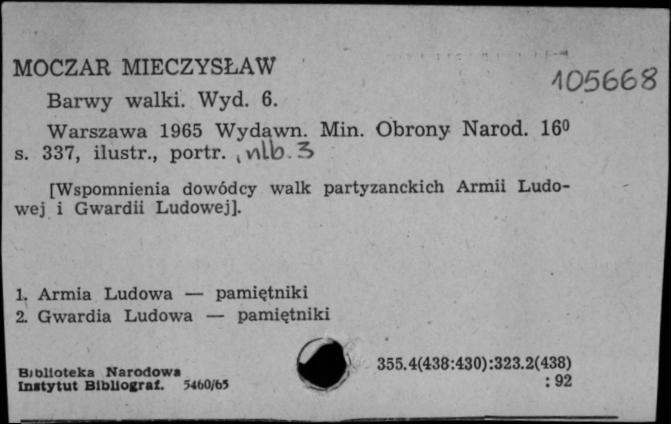 MOCZAR MIECZYSŁAW
105668
Barwy walki. Wyd. 6.
Warszawa 1965 Wydawn. Min. Obrony Narod. 16⁰
s. 337, ilustr., portr. , nlb. 3
[Wspomnienia dowódcy walk partyzanckich Armii Ludo-
wej i Gwardii Ludowej].
1. Armia Ludowa — pamiętniki
2. Gwardia Ludowa — pamiętniki
Biblioteka Narodowa
Instytut Bibliograf. 5460/65
355.4(438:430):323.2(438)
: 92